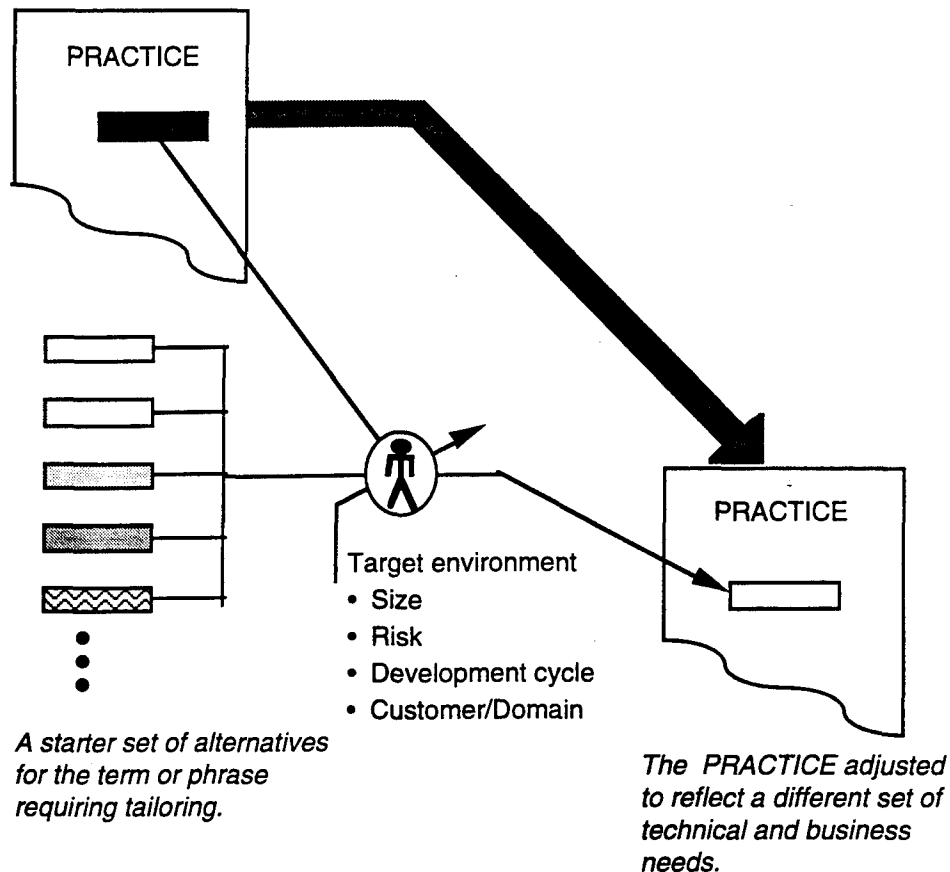 PRACTICE
Target environment
• Size
• Risk
• Development cycle
• Customer/Domain
PRACTICE
A starter set of alternatives
for the term or phrase
requiring tailoring.
The PRACTICE adjusted
to reflect a different set of
technical and business
needs.